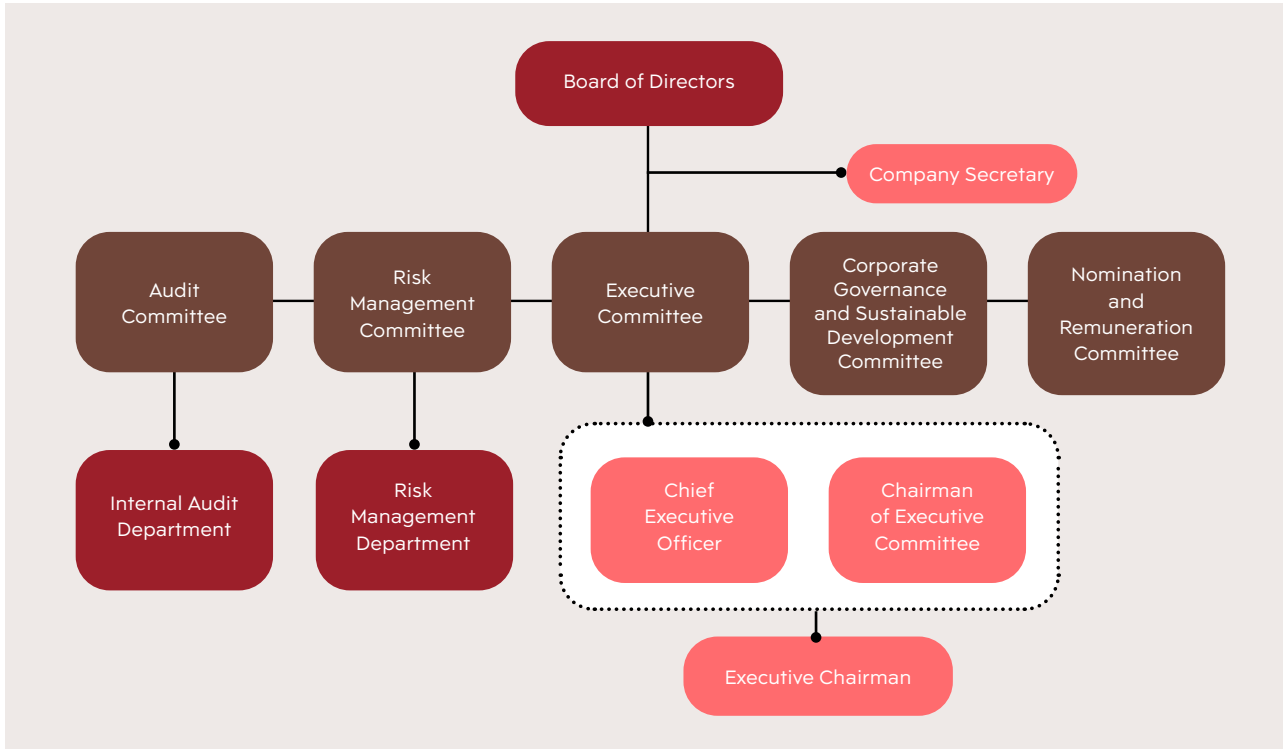 Board of Directors
Company Secretary
Audit
Committee
Risk
Management
Committee
Executive
Committee
Corporate
Governance
and Sustainable
Development
Committee
Nomination
and
Remuneration
Committee
Internal Audit
Department
Risk
Management
Department
Chief
Executive
Officer
Chairman
of Executive
Committee
Executive Chairman